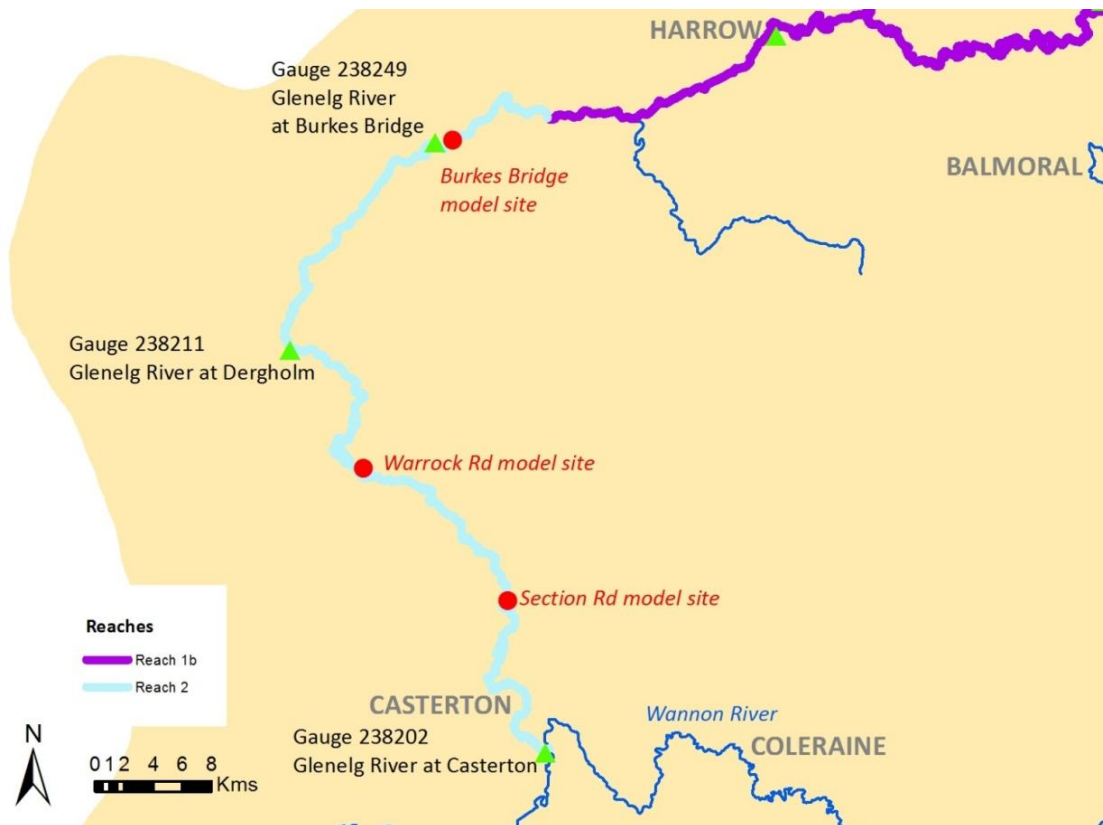 HARROW
Gauge 238249
Glenelg River
at Burkes Bridge
Burkes Bridge
model site
BALMORAL
Gauge 238211
Glenelg River at Dergholm
Warrock Rd model site
Section Rd model site
Reaches
Reach 1b
Reach 2
CASTERTON
Wannon River
COLERAINE
Gauge 238202
Glenelg River at Casterton
N
0 1 2 4 6 8
Kms